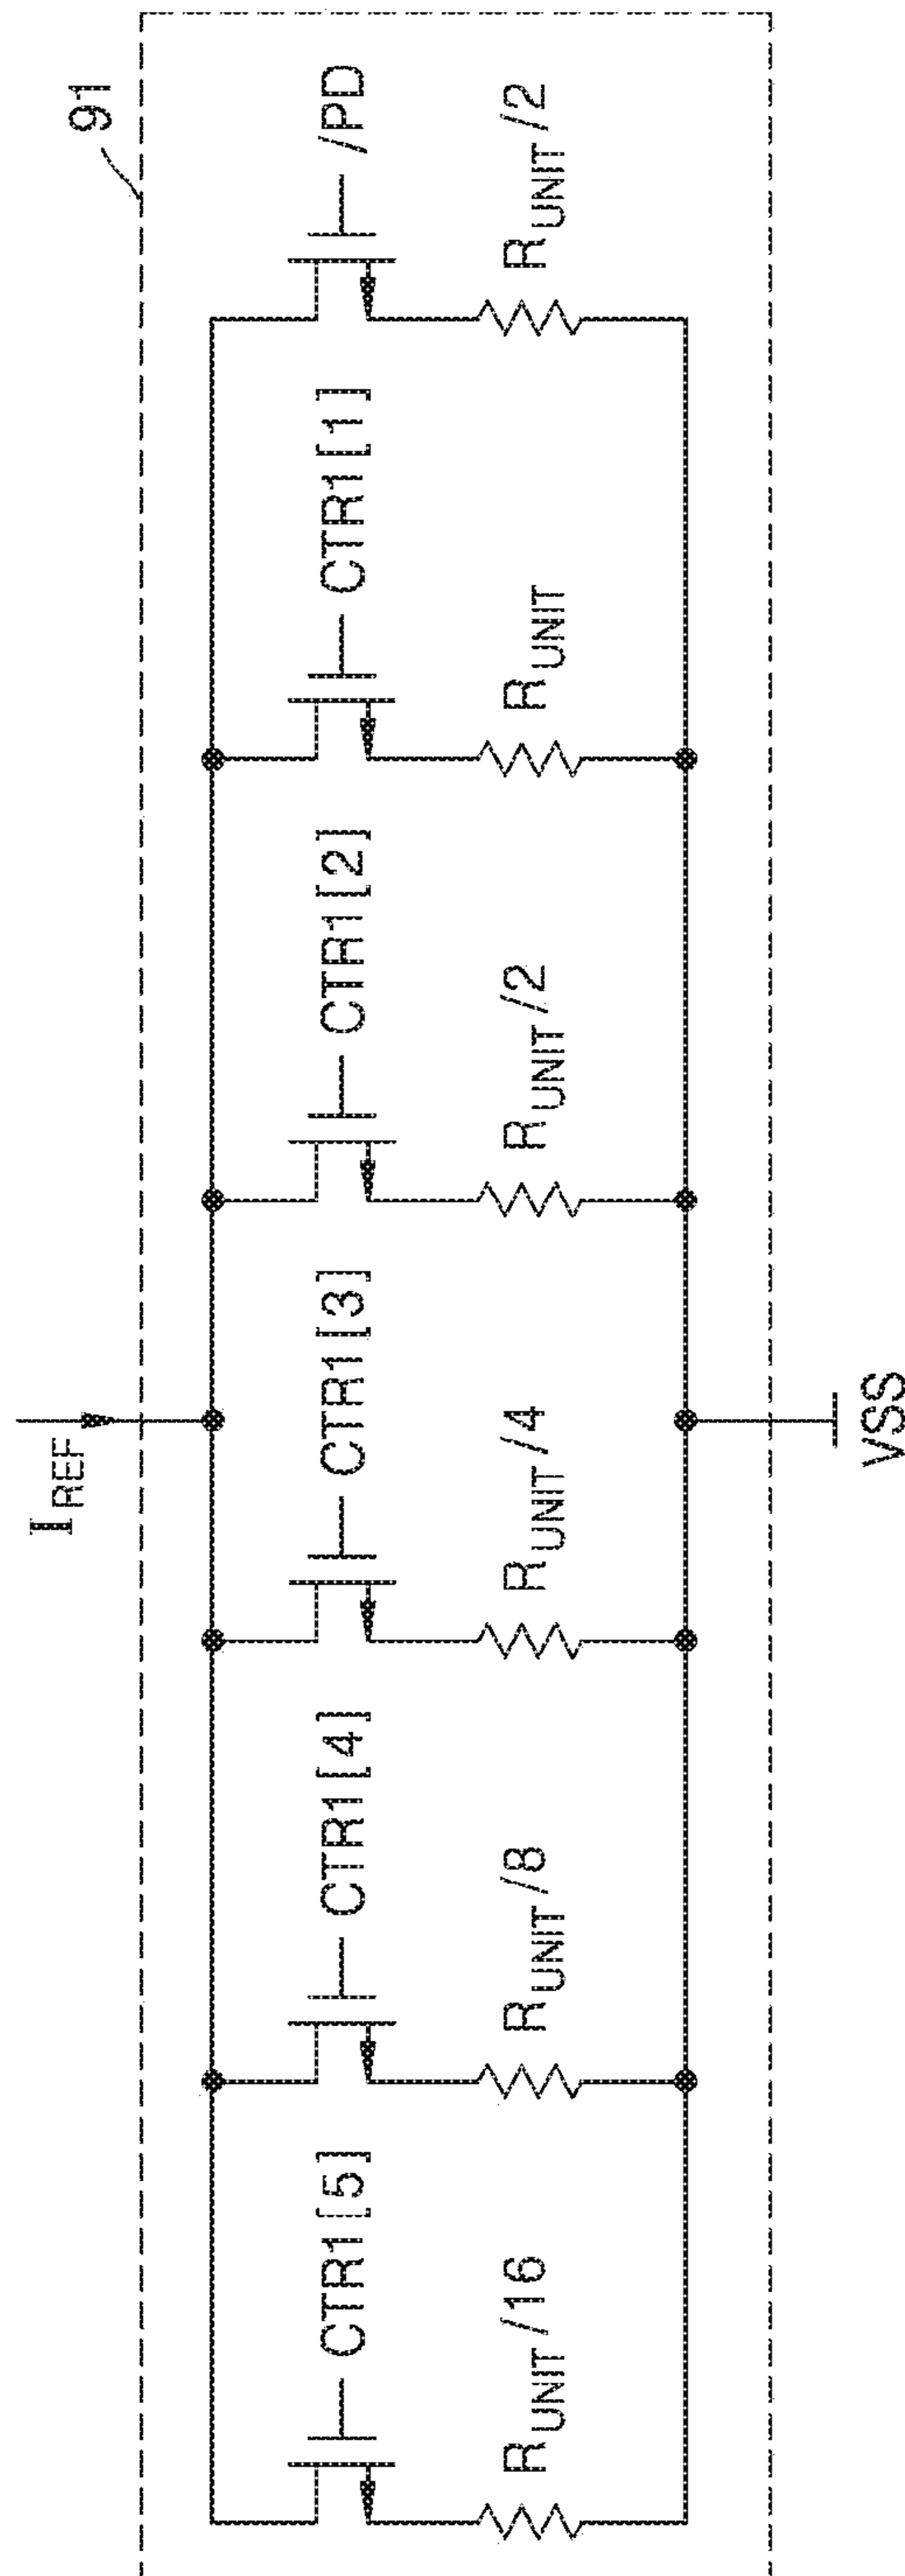 91
I_REF
CTR1[5]
CTR1[4]
CTR1[3]
CTR1[2]
CTR1[1]
/PD
R_UNIT/16
R_UNIT/8
R_UNIT/4
R_UNIT/2
R_UNIT
R_UNIT/2
VSS